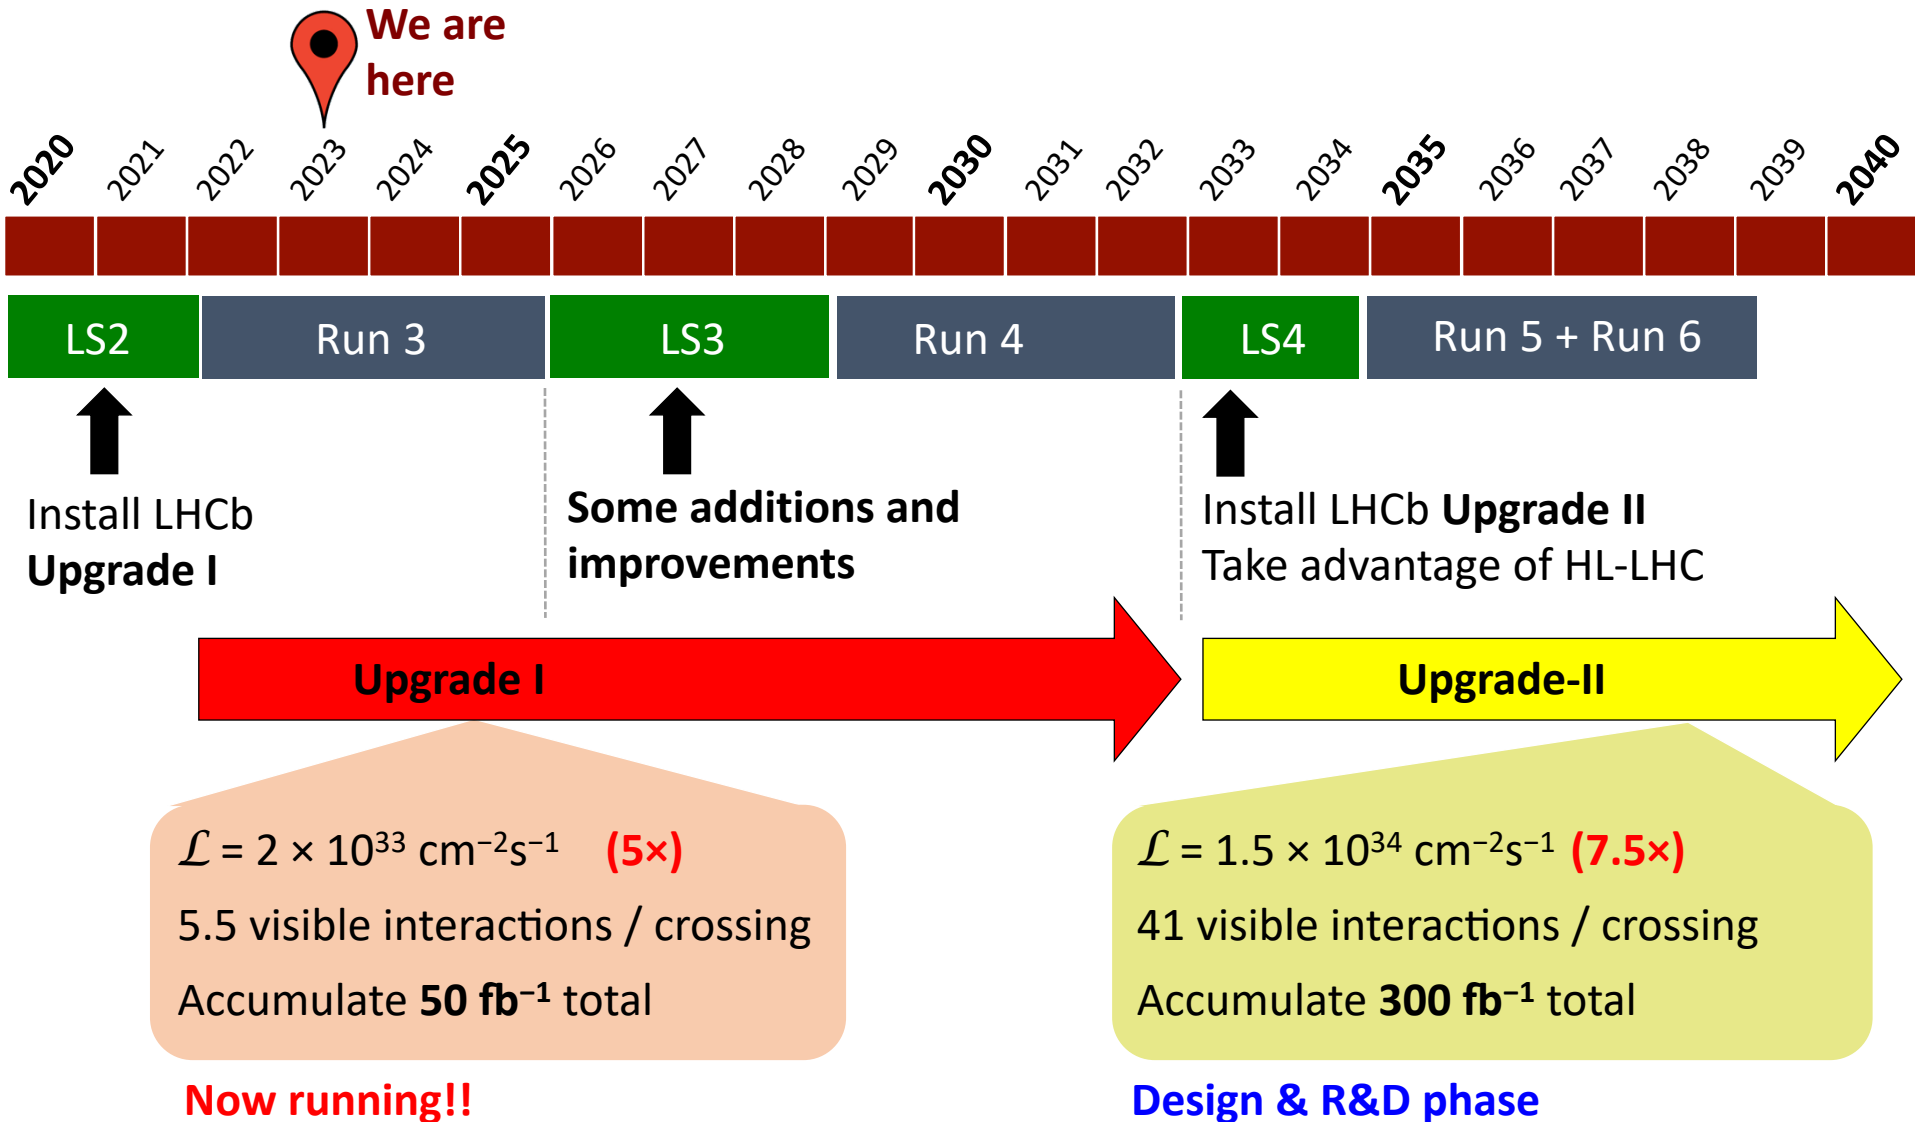 We are
here
2020 2021 2022 2023 2024 2025 2026 2027 2028 2029 2030 2031 2032 2033 2034 2035 2036 2037 2038 2039 2040
LS2 Run 3 LS3 Run 4 LS4 Run 5 + Run 6
Install LHCb
Upgrade I
Some additions and
improvements
Install LHCb Upgrade II
Take advantage of HL-LHC
Upgrade I
Upgrade-II
ℒ = 2 × 10³³ cm⁻²s⁻¹ (5×)
5.5 visible interactions / crossing
Accumulate 50 fb⁻¹ total
Now running!!
ℒ = 1.5 × 10³⁴ cm⁻²s⁻¹ (7.5×)
41 visible interactions / crossing
Accumulate 300 fb⁻¹ total
Design & R&D phase